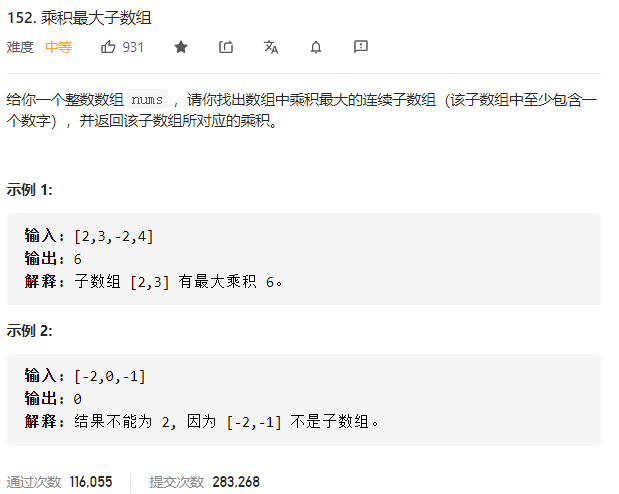 152. 乘积最大子数组
难度 中等 931
给你一个整数数组 nums ，请你找出数组中乘积最大的连续子数组（该子数组中至少包含一
个数字），并返回该子数组所对应的乘积。
示例 1:
输入: [2,3,-2,4]
输出: 6
解释: 子数组 [2,3] 有最大乘积 6。
示例 2:
输入: [-2,0,-1]
输出: 0
解释: 结果不能为 2, 因为 [-2,-1] 不是子数组。
通过次数 116,055 提交次数 283,268